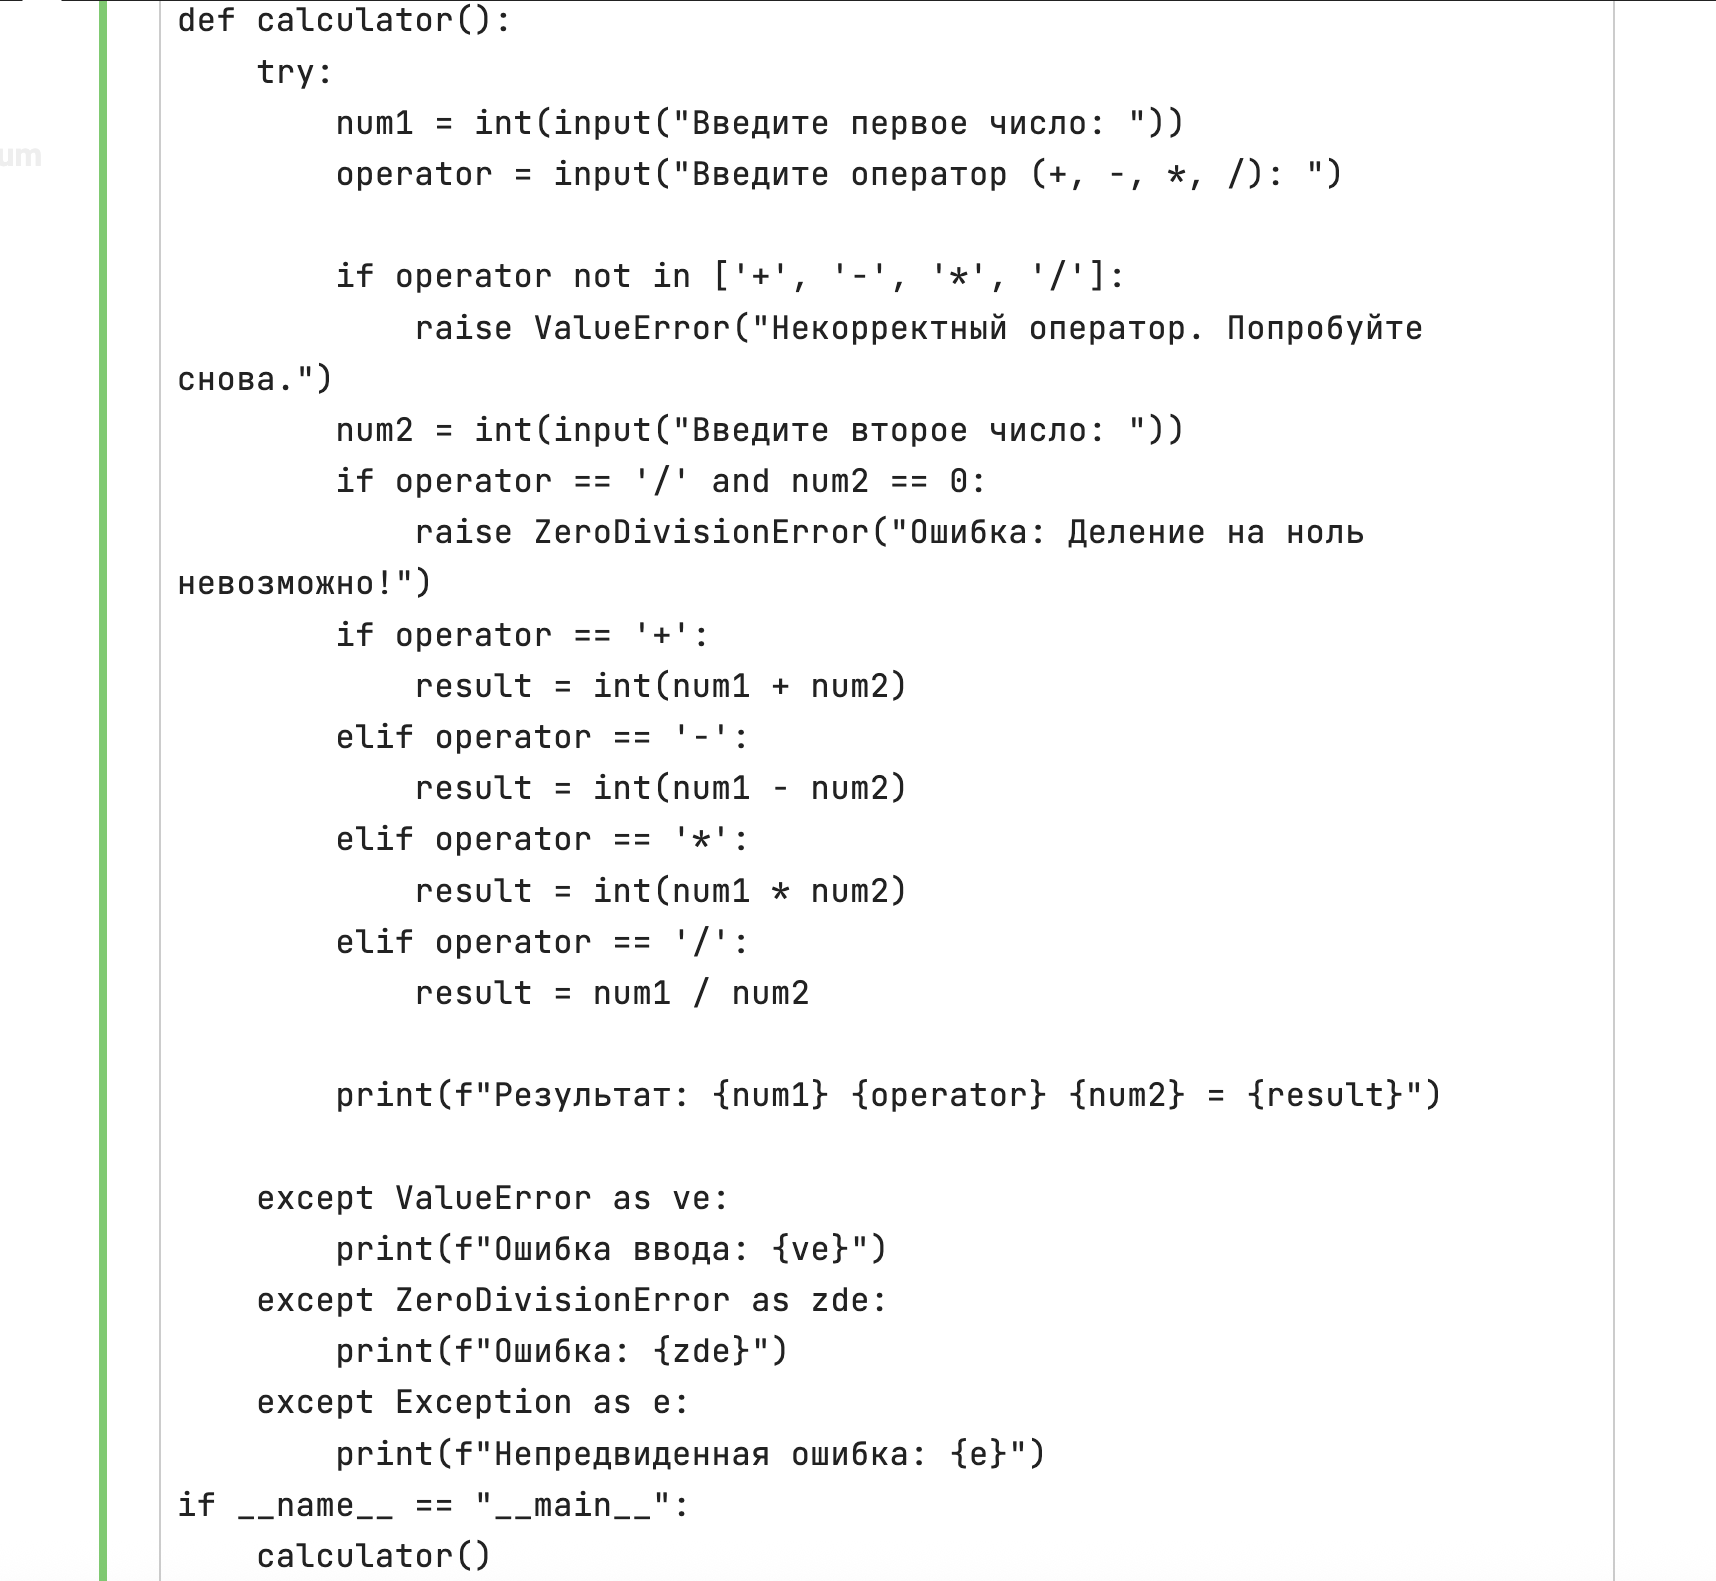 def calculator():
    try:
um
        num1 = int(input("Введите первое число: "))
        operator = input("Введите оператор (+, -, *, /): ")
        if operator not in ['+', '-', '*', '/']:
            raise ValueError("Некорректный оператор. Попробуйте
снова.")
        num2 = int(input("Введите второе число: "))
        if operator == '/' and num2 == 0:
            raise ZeroDivisionError("Ошибка: Деление на ноль
невозможно!")
        if operator == '+':
            result = int(num1 + num2)
        elif operator == '-':
            result = int(num1 - num2)
        elif operator == '*':
            result = int(num1 * num2)
        elif operator == '/':
            result = num1 / num2
        print(f"Результат: {num1} {operator} {num2} = {result}")
    except ValueError as ve:
        print(f"Ошибка ввода: {ve}")
    except ZeroDivisionError as zde:
        print(f"Ошибка: {zde}")
    except Exception as e:
        print(f"Непредвиденная ошибка: {e}")
if __name__ == "__main__":
    calculator()